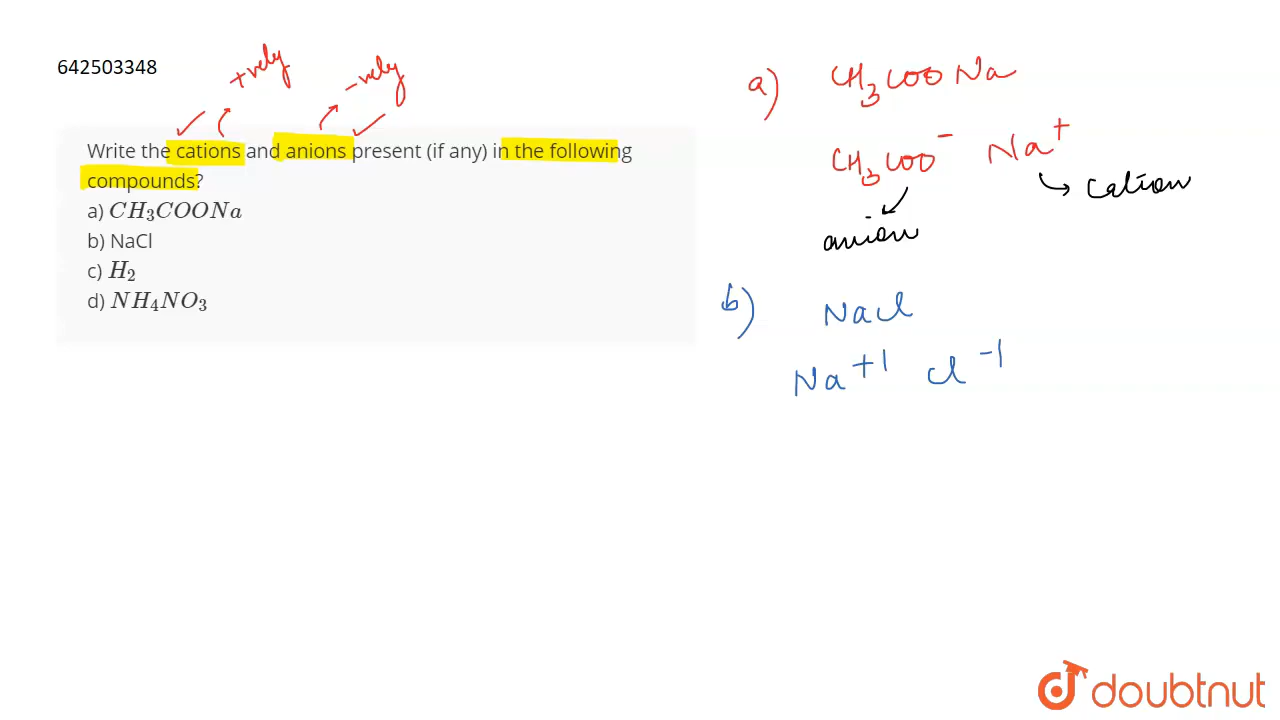 642503348
+vely
-vely
Write the cations and anions present (if any) in the following
compounds?
a) CH₃COONa
b) NaCl
c) H₂
d) NH₄NO₃
a) CH₃COONa
CH₃COO⁻ Na⁺
anion
cation
b) NaCl
Na⁺¹ Cl⁻¹
doubtnut